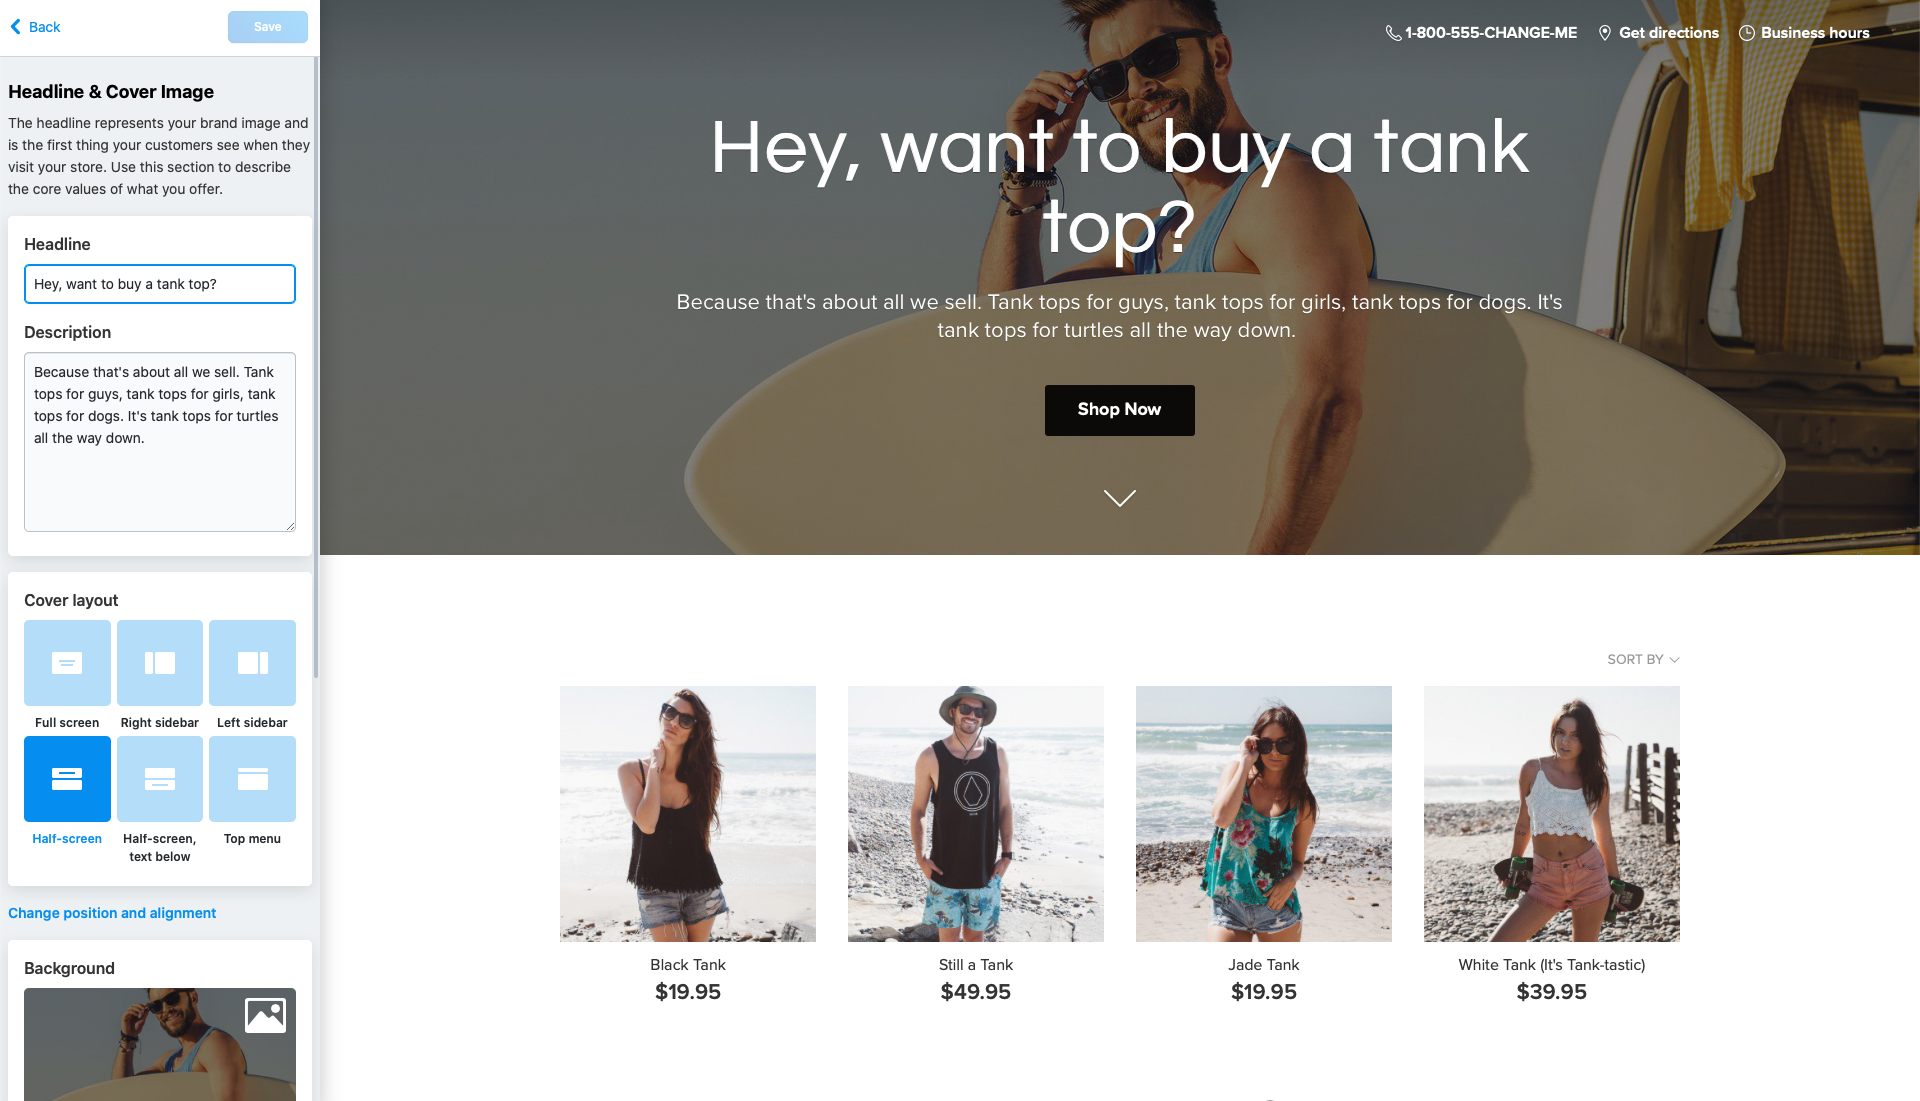 Back
Save
Headline & Cover Image
The headline represents your brand image and
is the first thing your customers see when they
visit your store. Use this section to describe
the core values of what you offer.
Headline
Hey, want to buy a tank top?
Description
Because that's about all we sell. Tank
tops for guys, tank tops for girls, tank
tops for dogs. It's tank tops for turtles
all the way down.
Cover layout
Full screen
Right sidebar
Left sidebar
Half-screen
Half-screen,
text below
Top menu
Change position and alignment
Background
1-800-555-CHANGE-ME
Get directions
Business hours
Hey, want to buy a tank
top?
Because that's about all we sell. Tank tops for guys, tank tops for girls, tank tops for dogs. It's
tank tops for turtles all the way down.
Shop Now
SORT BY
Black Tank
$19.95
Still a Tank
$49.95
Jade Tank
$19.95
White Tank (It's Tank-tastic)
$39.95